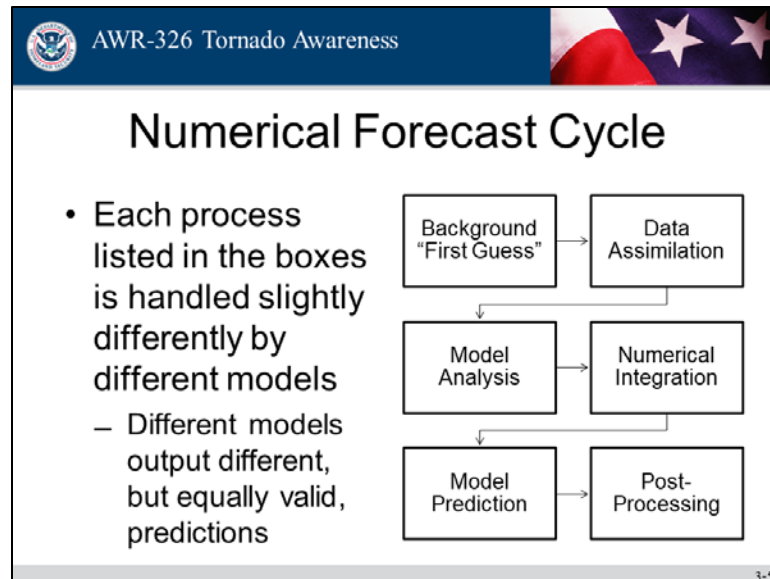 AWR-326 Tornado Awareness
Numerical Forecast Cycle
• Each process
listed in the boxes
is handled slightly
differently by
different models
– Different models
output different,
but equally valid,
predictions
Background
"First Guess"
Data
Assimilation
Model
Analysis
Numerical
Integration
Model
Prediction
Post-
Processing